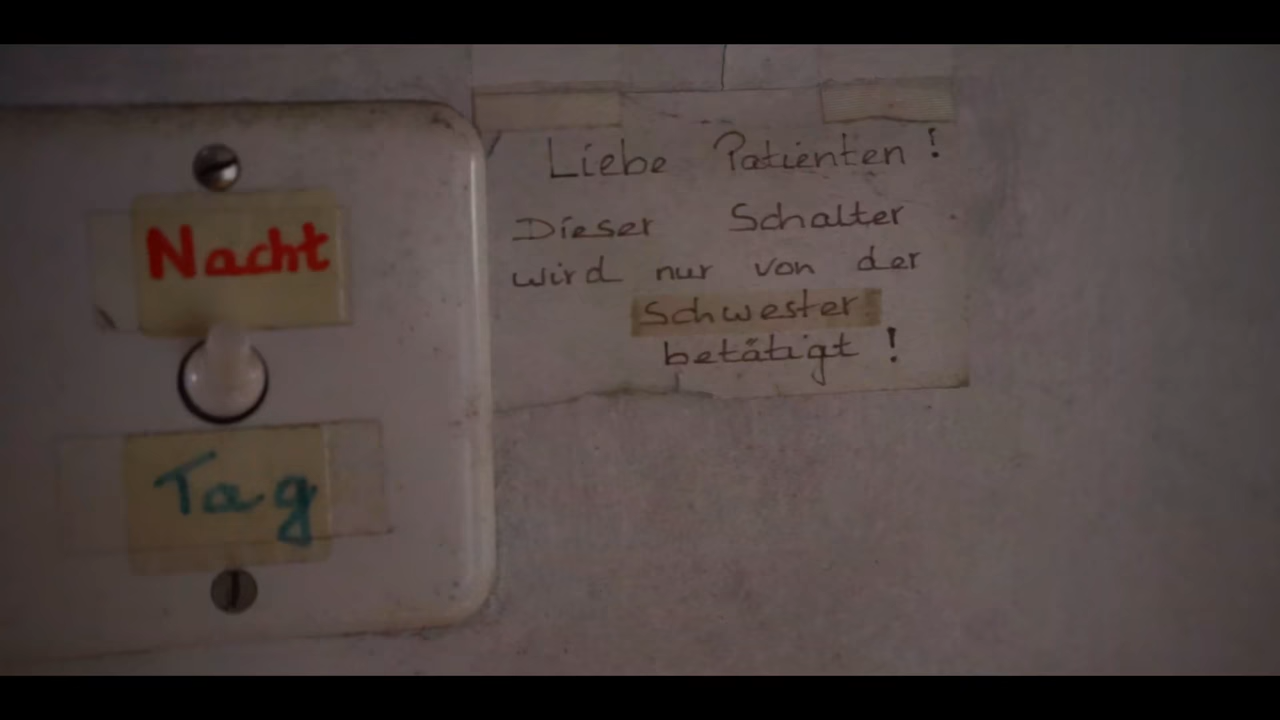 Nacht
Tag
Liebe Patienten !
Dieser Schalter
wird nur von der
Schwester
betätigt !